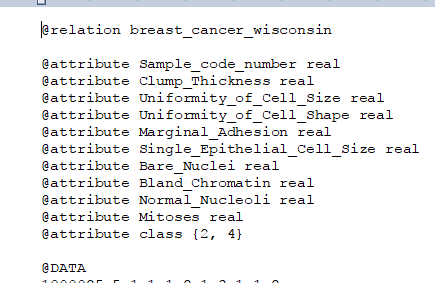 @relation breast_cancer_wisconsin
@attribute Sample_code_number real
@attribute Clump_Thickness real
@attribute Uniformity_of_Cell_Size real
@attribute Uniformity_of_Cell_Shape real
@attribute Marginal_Adhesion real
@attribute Single_Epithelial_Cell_Size real
@attribute Bare_Nuclei real
@attribute Bland_Chromatin real
@attribute Normal_Nucleoli real
@attribute Mitoses real
@attribute class {2, 4}
@DATA